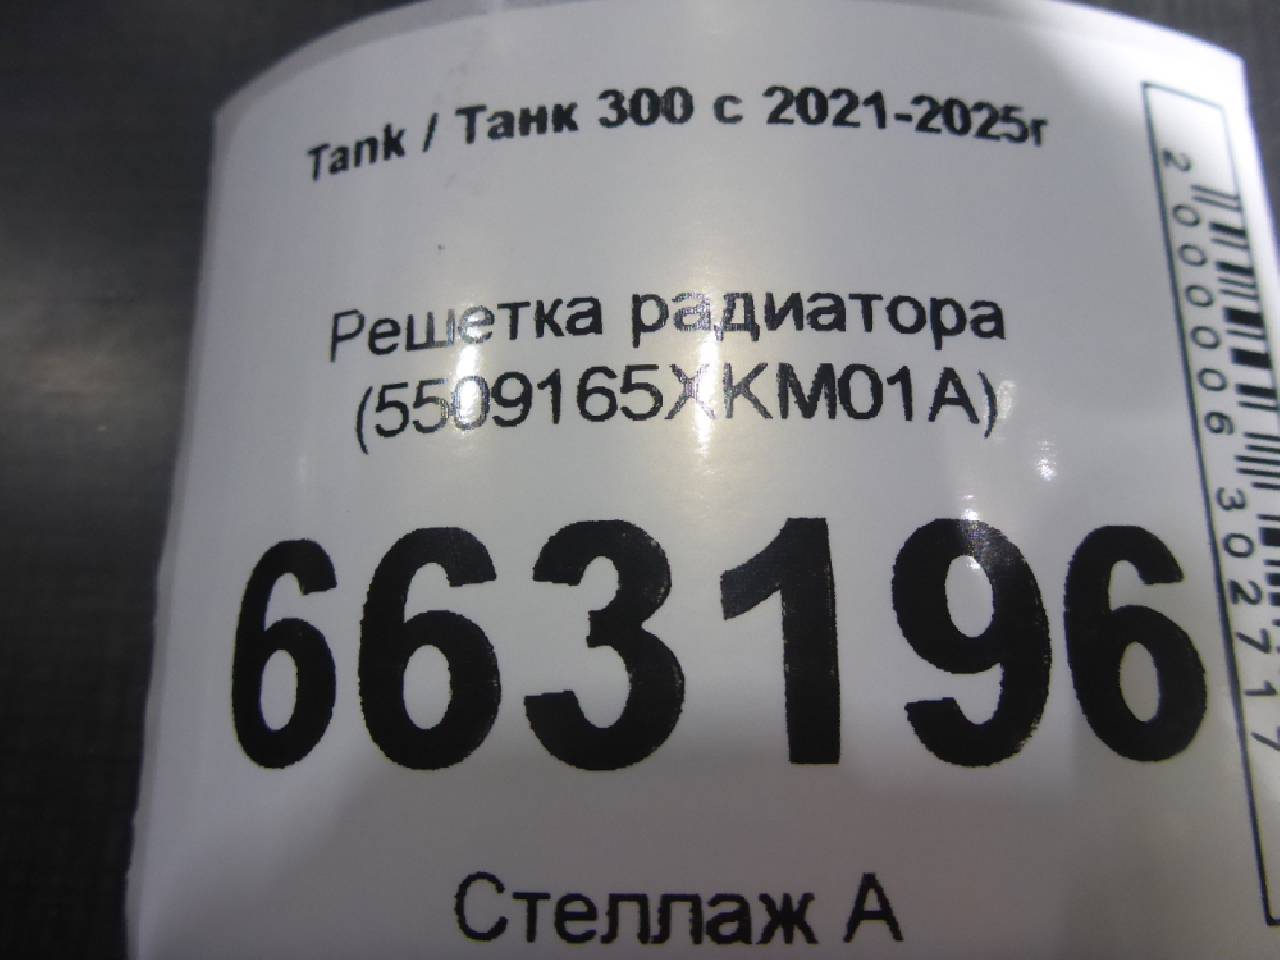 Tank / Танк 300 с 2021-2025г
Решетка радиатора
(5509165XKM01A)
663196
Стеллаж А
2000006302717